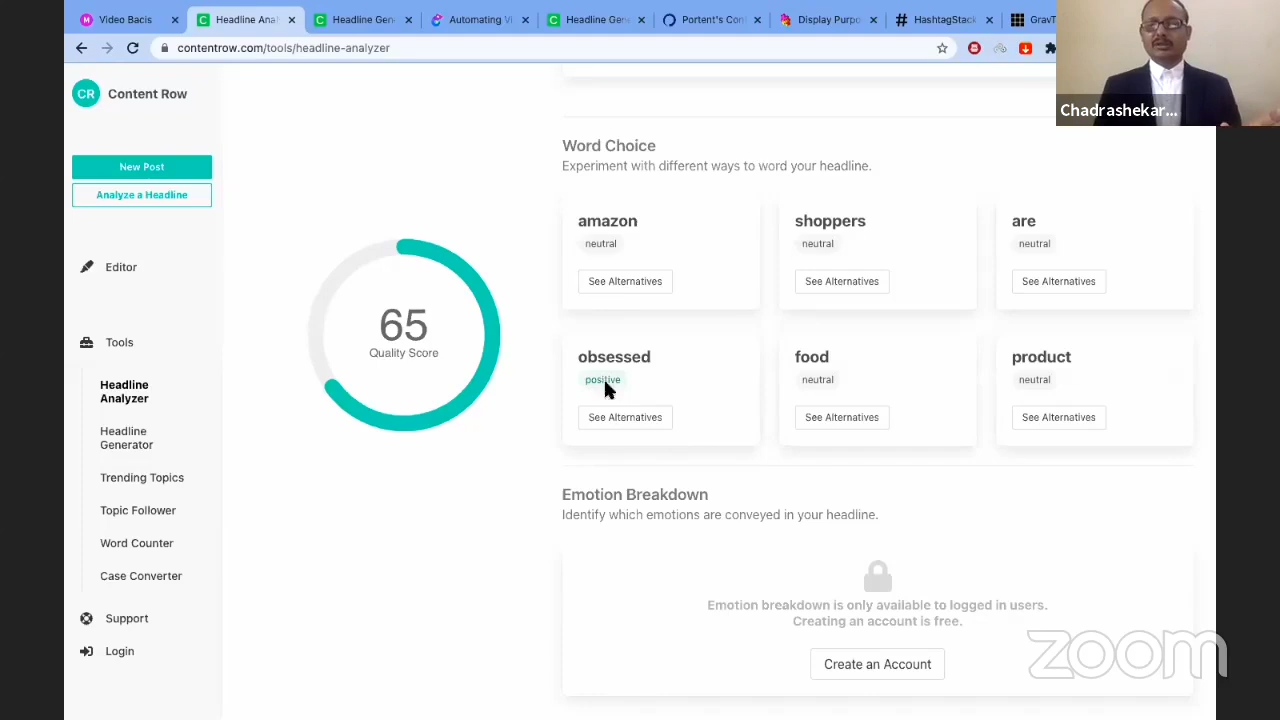 Video Bacis
Headline Ana
Headline Gen
Automating Vi
Headline Gene
Portent's Con
Display Purpo
HashtagStack
GravT
contentrow.com/tools/headline-analyzer
Chadrashekar...
CR Content Row
New Post
Analyze a Headline
Editor
Tools
Headline
Analyzer
Headline
Generator
Trending Topics
Topic Follower
Word Counter
Case Converter
Support
Login
65
Quality Score
Word Choice
Experiment with different ways to word your headline.
amazon
neutral
See Alternatives
shoppers
neutral
See Alternatives
are
neutral
See Alternatives
obsessed
positive
See Alternatives
food
neutral
See Alternatives
product
neutral
See Alternatives
Emotion Breakdown
Identify which emotions are conveyed in your headline.
Emotion breakdown is only available to logged in users.
Creating an account is free.
Create an Account
zoom